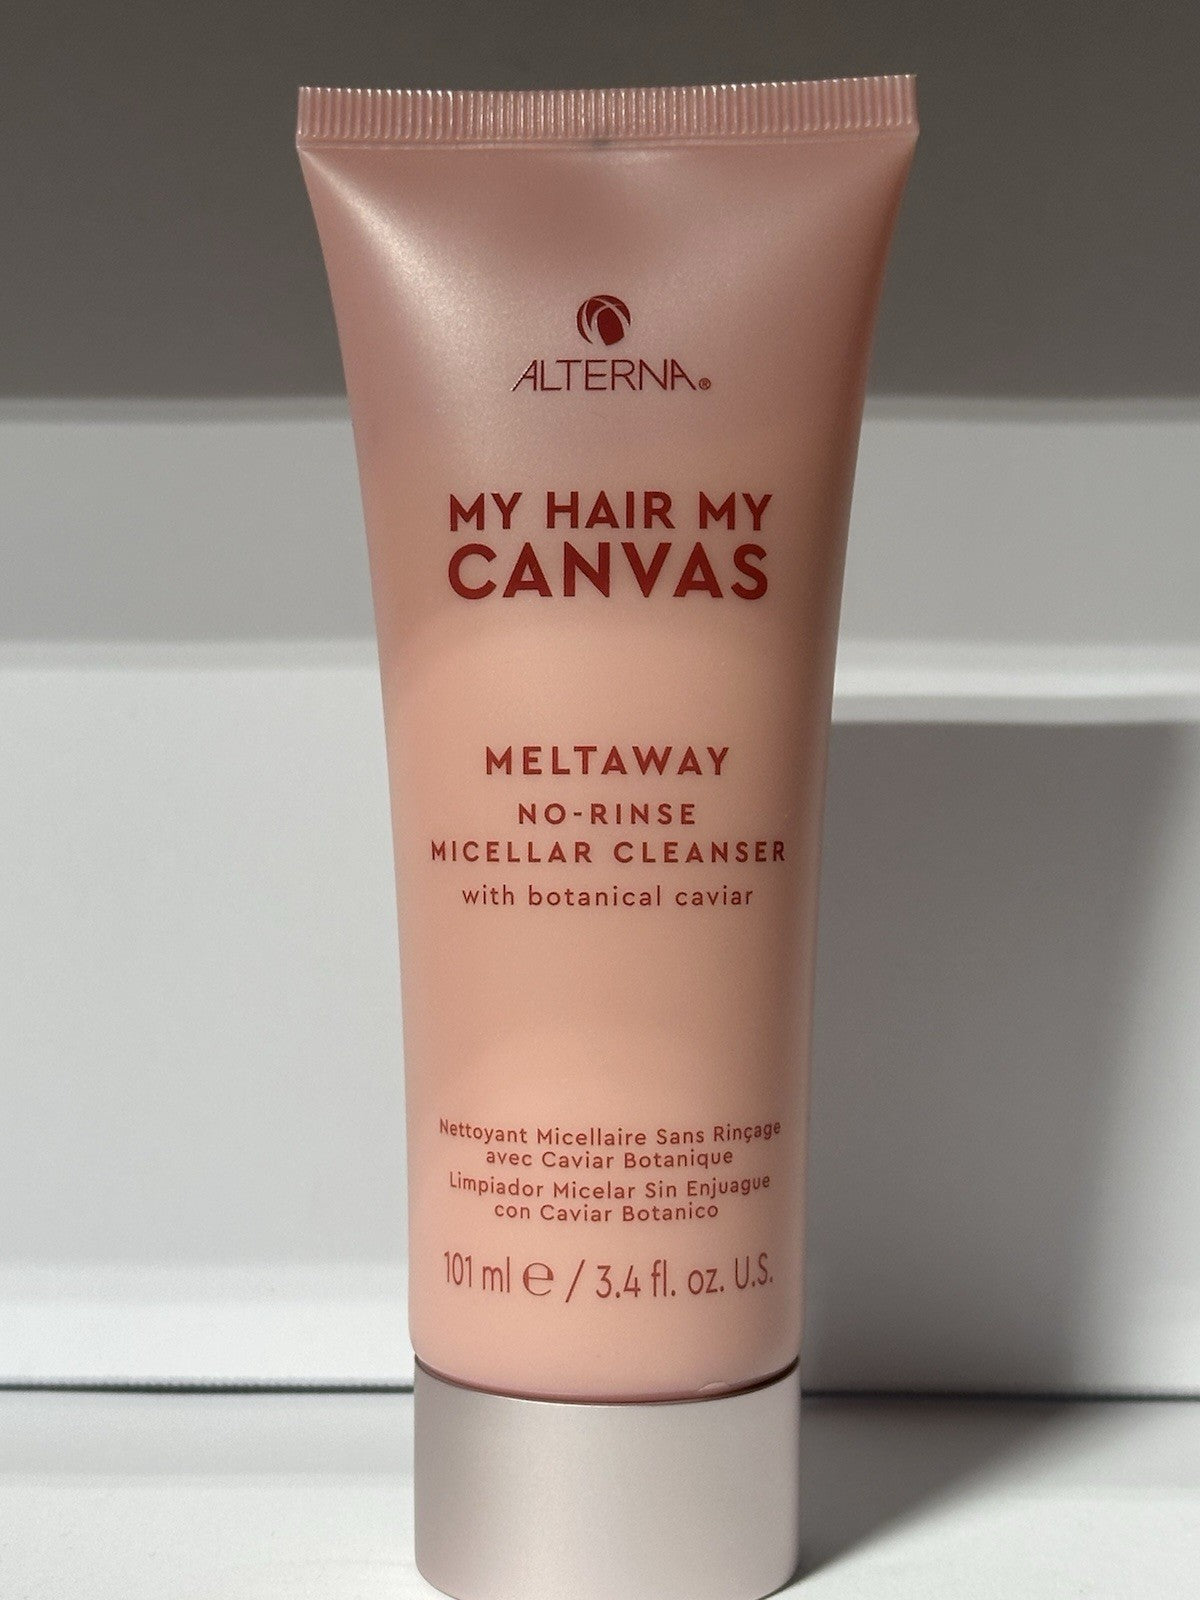 ALTERNA®
MY HAIR MY
CANVAS
MELTAWAY
NO-RINSE
MICELLAR CLEANSER
with botanical caviar
Nettoyant Micellaire Sans Rinçage
avec Caviar Botanique
Limpiador Micelar Sin Enjuague
con Caviar Botanico
101 ml ℮ / 3.4 fl. oz. U.S.